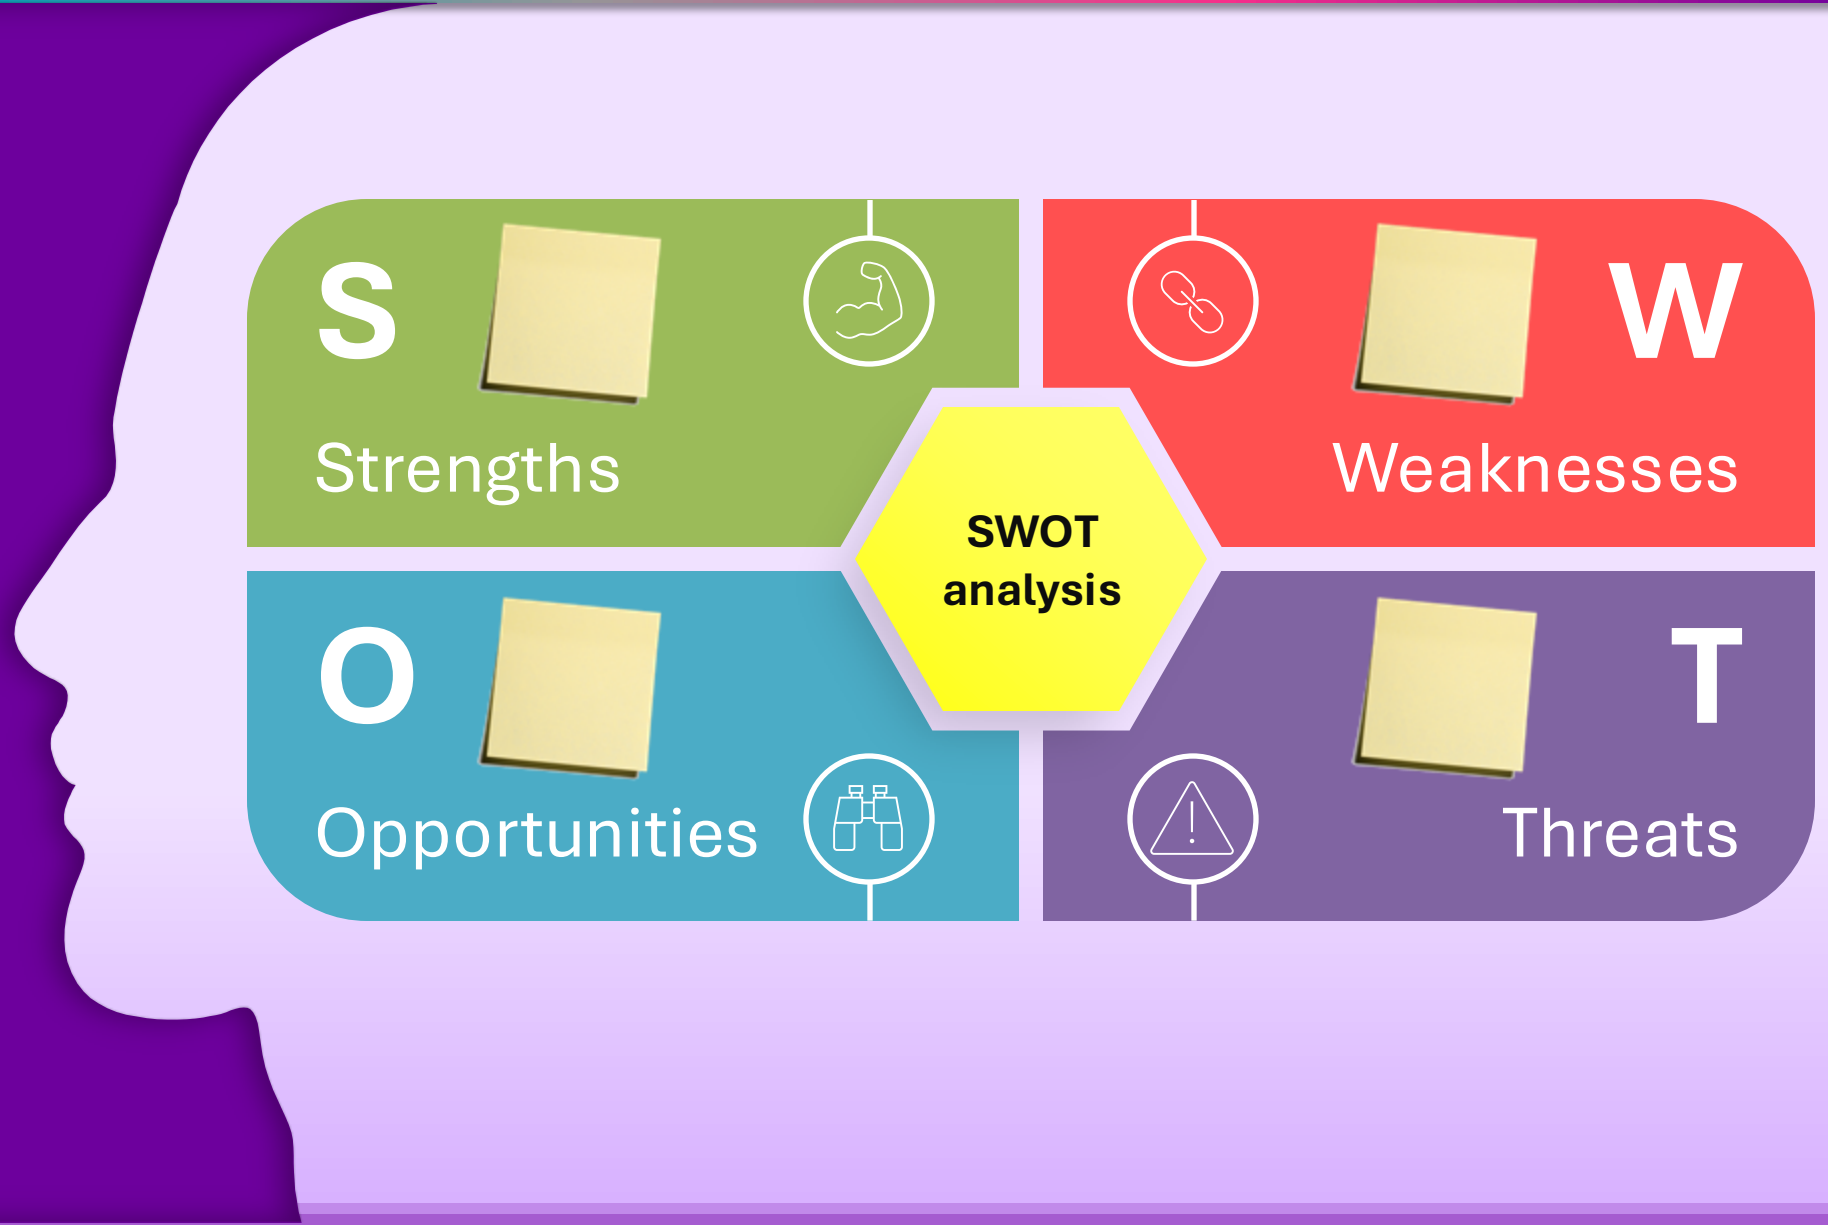 S
Strengths
W
Weaknesses
SWOT
analysis
O
Opportunities
T
Threats